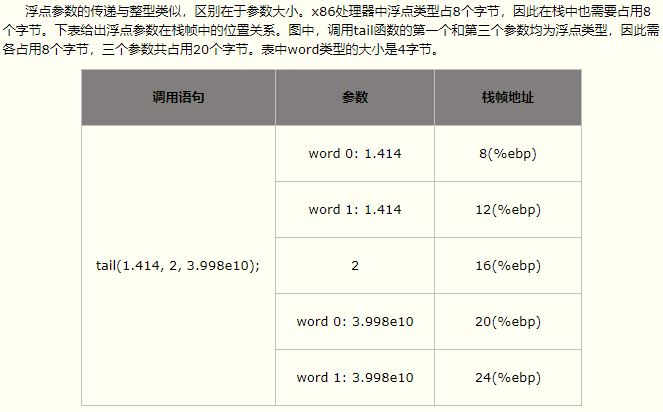 浮点参数的传递与整型类似，区别在于参数大小。x86处理器中浮点类型占8个字节，因此在栈中也需要占用8
个字节。下表给出浮点参数在栈帧中的位置关系。图中，调用tail函数的第一个和第三个参数均为浮点类型，因此需
各占用8个字节，三个参数共占用20个字节。表中word类型的大小是4字节。
调用语句 参数 栈帧地址
word 0: 1.414 8(%ebp)
word 1: 1.414 12(%ebp)
tail(1.414, 2, 3.998e10); 2 16(%ebp)
word 0: 3.998e10 20(%ebp)
word 1: 3.998e10 24(%ebp)